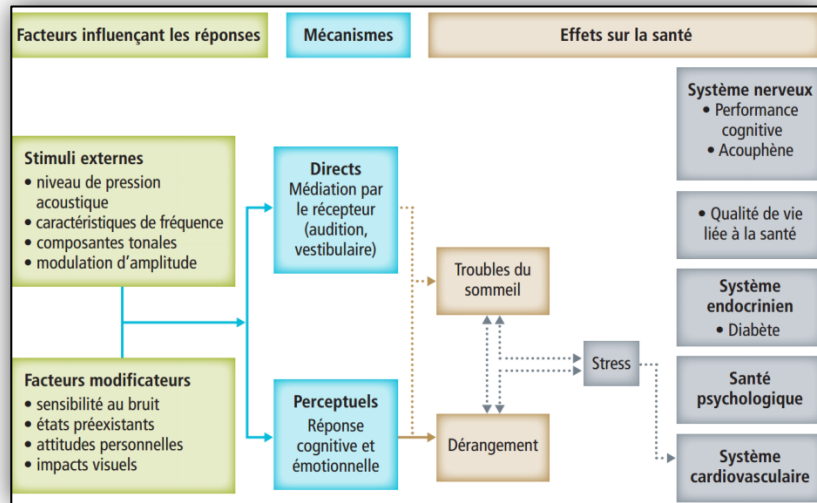 Facteurs influençant les réponses
Mécanismes
Effets sur la santé
Stimuli externes
• niveau de pression
acoustique
• caractéristiques de fréquence
• composantes tonales
• modulation d'amplitude
Facteurs modificateurs
• sensibilité au bruit
• états préexistants
• attitudes personnelles
• impacts visuels
Directs
Médiation par
le récepteur
(audition,
vestibulaire)
Perceptuels
Réponse
cognitive et
émotionnelle
Troubles du
sommeil
Dérangement
Stress
Système nerveux
• Performance
cognitive
• Acouphène
• Qualité de vie
liée à la santé
Système
endocrinien
• Diabète
Santé
psychologique
Système
cardiovasculaire